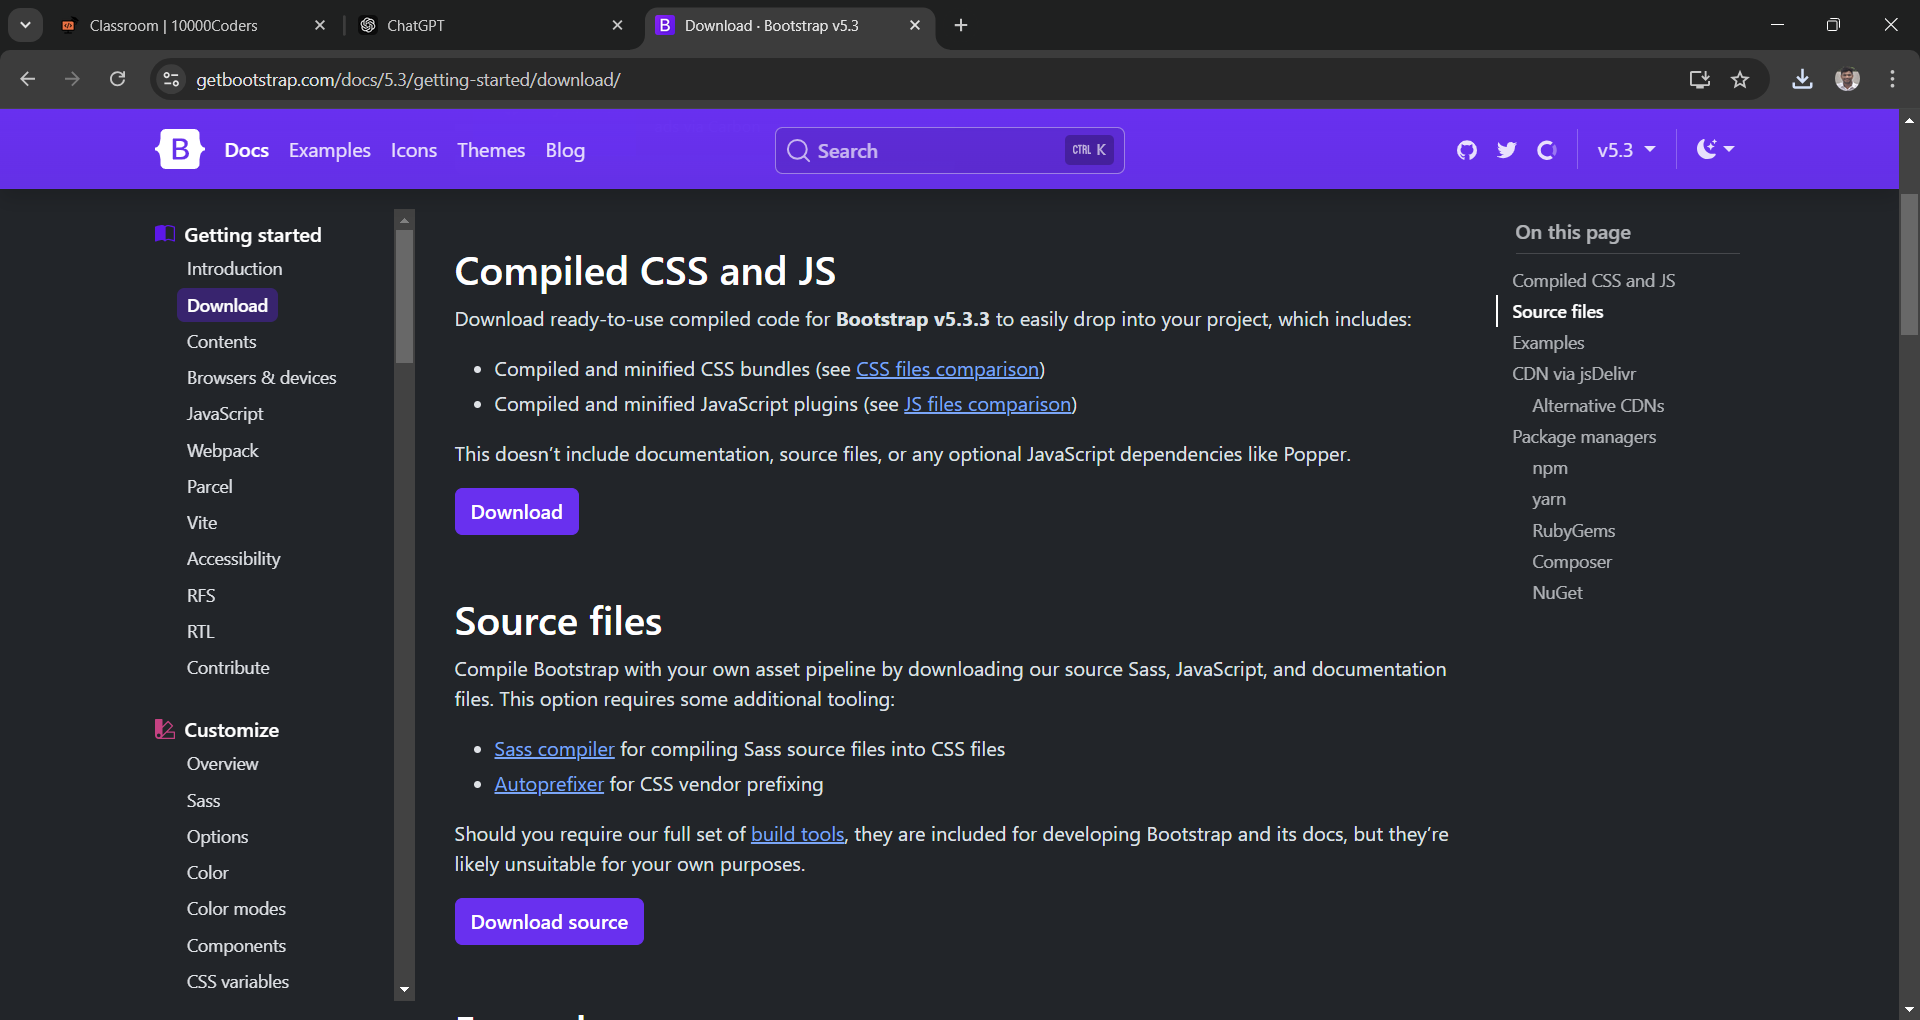 Classroom | 10000Coders
ChatGPT
Download · Bootstrap v5.3
getbootstrap.com/docs/5.3/getting-started/download/
B Docs Examples Icons Themes Blog
Search CTRL K
v5.3
Getting started
Introduction
Download
Contents
Browsers & devices
JavaScript
Webpack
Parcel
Vite
Accessibility
RFS
RTL
Contribute
Customize
Overview
Sass
Options
Color
Color modes
Components
CSS variables
Compiled CSS and JS
Download ready-to-use compiled code for Bootstrap v5.3.3 to easily drop into your project, which includes:
• Compiled and minified CSS bundles (see CSS files comparison)
• Compiled and minified JavaScript plugins (see JS files comparison)
This doesn’t include documentation, source files, or any optional JavaScript dependencies like Popper.
Download
Source files
Compile Bootstrap with your own asset pipeline by downloading our source Sass, JavaScript, and documentation
files. This option requires some additional tooling:
• Sass compiler for compiling Sass source files into CSS files
• Autoprefixer for CSS vendor prefixing
Should you require our full set of build tools, they are included for developing Bootstrap and its docs, but they’re
likely unsuitable for your own purposes.
Download source
On this page
Compiled CSS and JS
Source files
Examples
CDN via jsDelivr
Alternative CDNs
Package managers
npm
yarn
RubyGems
Composer
NuGet